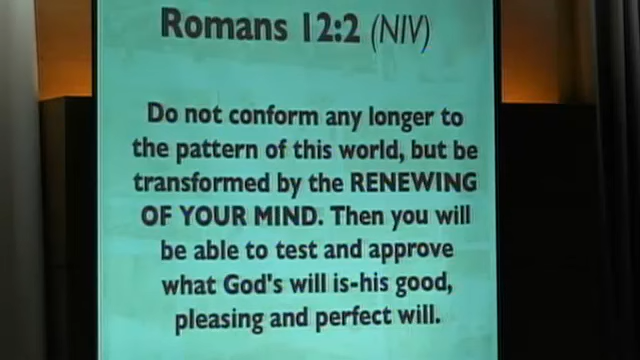 Romans 12:2 (NIV)
Do not conform any longer to
the pattern of this world, but be
transformed by the RENEWING
OF YOUR MIND. Then you will
be able to test and approve
what God's will is-his good,
pleasing and perfect will.